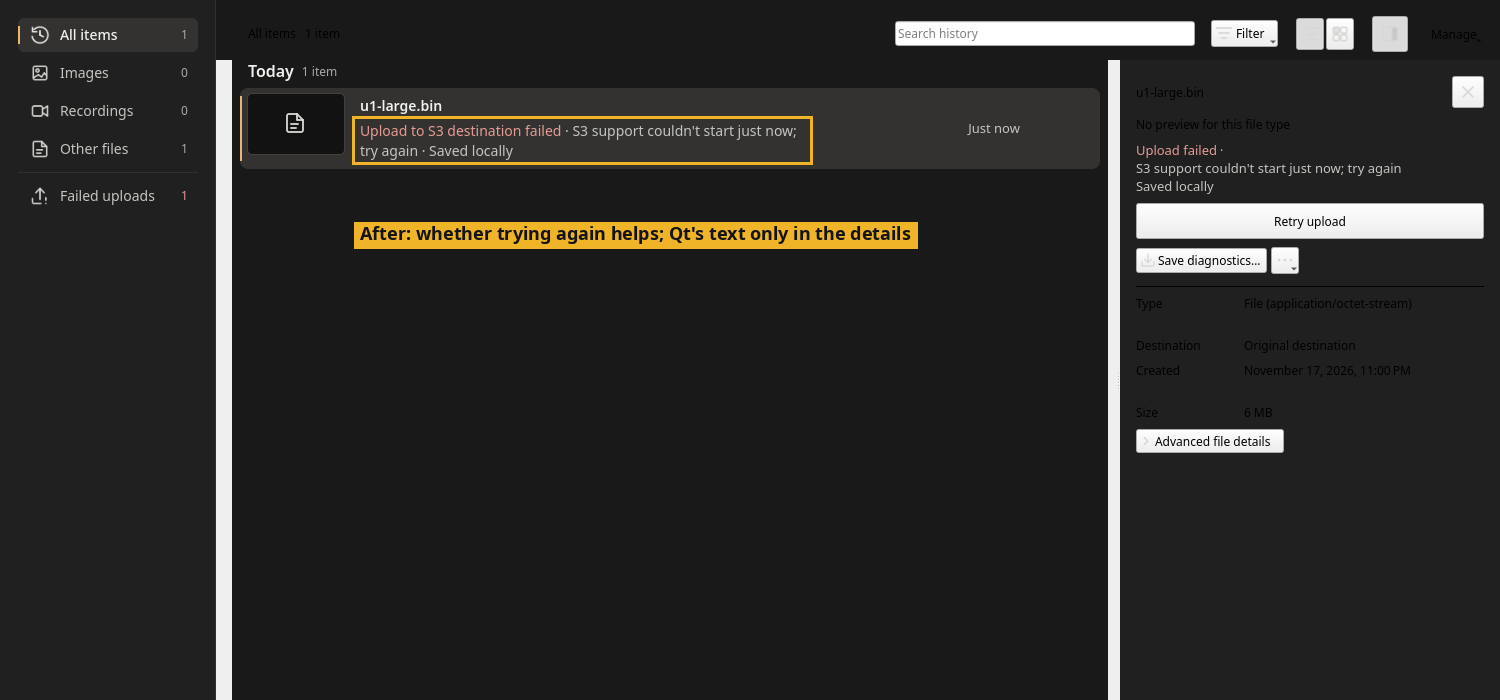 All items 1
Images 0
Recordings 0
Other files 1
Failed uploads 1
All items 1 item
Search history
Filter
Manage
Today 1 item
u1-large.bin
Upload to S3 destination failed · S3 support couldn't start just now;
try again · Saved locally
Just now
After: whether trying again helps; Qt's text only in the details
u1-large.bin
No preview for this file type
Upload failed ·
S3 support couldn't start just now; try again
Saved locally
Retry upload
Save diagnostics...
Type File (application/octet-stream)
Destination Original destination
Created November 17, 2026, 11:00 PM
Size 6 MB
Advanced file details